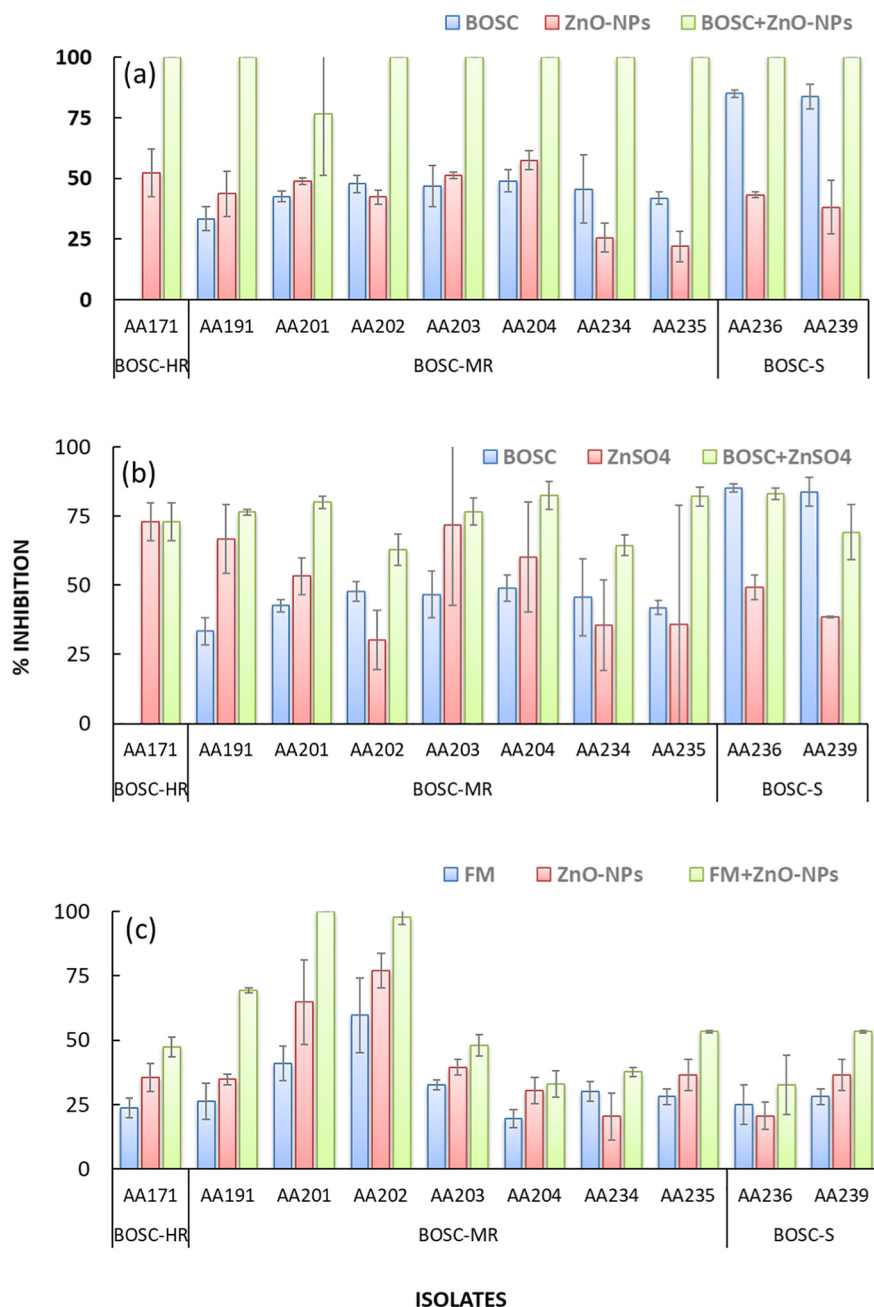 BOSC ZnO-NPs BOSC+ZnO-NPs
(a)
100
75
50
25
0
AA171 AA191 AA201 AA202 AA203 AA204 AA234 AA235 AA236 AA239
BOSC-HR BOSC-MR BOSC-S
% INHIBITION
(b)
BOSC ZnSO4 BOSC+ZnSO4
100
75
50
25
0
AA171 AA191 AA201 AA202 AA203 AA204 AA234 AA235 AA236 AA239
BOSC-HR BOSC-MR BOSC-S
FM ZnO-NPs FM+ZnO-NPs
(c)
100
75
50
25
0
AA171 AA191 AA201 AA202 AA203 AA204 AA234 AA235 AA236 AA239
BOSC-HR BOSC-MR BOSC-S
ISOLATES